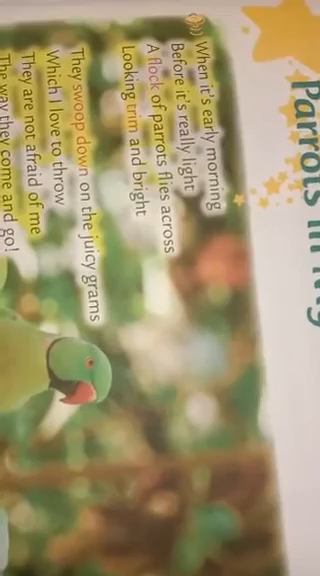 Parrots in
When it's early morning
Before it's really light
A flock of parrots flies across
Looking trim and bright
They swoop down on the juicy grams
Which I love to throw
They are not afraid of me
The way they come and go!